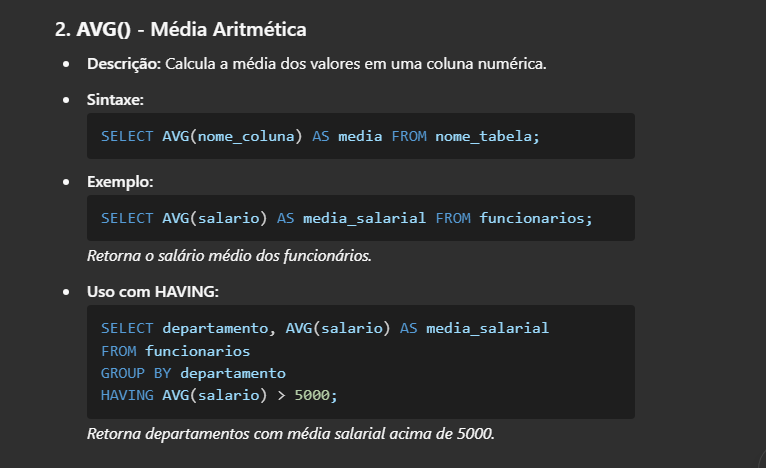 2. AVG() - Média Aritmética
• Descrição: Calcula a média dos valores em uma coluna numérica.
• Sintaxe:
SELECT AVG(nome_coluna) AS media FROM nome_tabela;
• Exemplo:
SELECT AVG(salario) AS media_salarial FROM funcionarios;
Retorna o salário médio dos funcionários.
• Uso com HAVING:
SELECT departamento, AVG(salario) AS media_salarial
FROM funcionarios
GROUP BY departamento
HAVING AVG(salario) > 5000;
Retorna departamentos com média salarial acima de 5000.